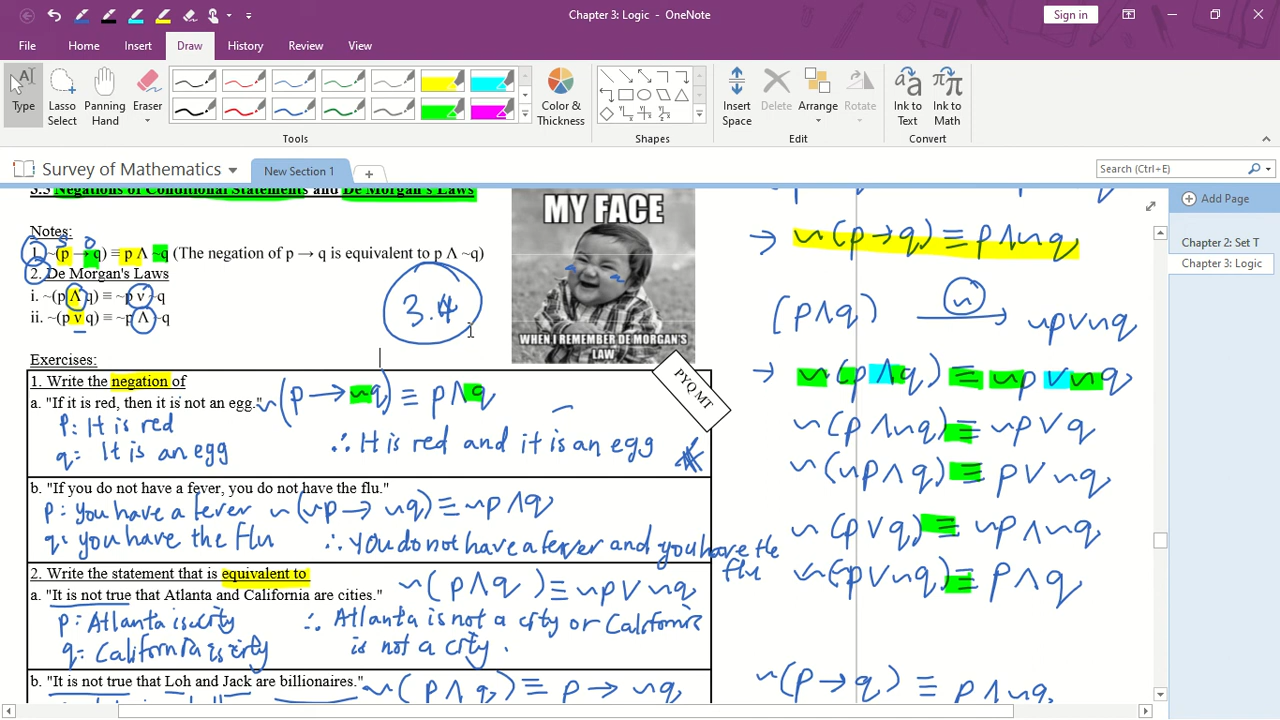 Chapter 3: Logic - OneNote
Sign in
File Home Insert Draw History Review View
Type
Lasso Select
Panning Hand
Eraser
Color & Thickness
Insert Space
Delete
Arrange
Rotate
Ink to Text
Ink to Math
Tools
Shapes
Edit
Convert
Survey of Mathematics
New Section 1
Search (Ctrl+E)
Add Page
Chapter 2: Set T
Chapter 3: Logic
3.5 Negations of Conditional Statements and De Morgan's Laws
Notes:
1. ~(p → q) ≡ p Λ ~q (The negation of p → q is equivalent to p Λ ~q)
2. De Morgan's Laws
i. ~(p Λ q) ≡ ~p v ~q
ii. ~(p v q) ≡ ~p Λ ~q
3.4
MY FACE
WHEN I REMEMBER DE MORGAN'S LAW
PYQ MT
Exercises:
1. Write the negation of
a. "If it is red, then it is not an egg."
~(p → ~q) ≡ p Λ q
p: It is red
q: It is an egg
∴ It is red and it is an egg
b. "If you do not have a fever, you do not have the flu."
p: you have a fever ~(~p → ~q) ≡ ~p Λ q
q: you have the flu ∴ you do not have a fever and you have the flu
2. Write the statement that is equivalent to
~(p Λ q) ≡ ~p v ~q
a. "It is not true that Atlanta and California are cities."
p: Atlanta is city ∴ Atlanta is not a city or California
q: California is city is not a city.
b. "It is not true that Loh and Jack are billionaires."
~(p Λ q) ≡ p → ~q
→ ~(p → q) ≡ p Λ ~q
(p Λ q) ~ → ~p v ~q
→ ~(p Λ q) ≡ ~p v ~q
~(p Λ ~q) ≡ ~p v q
~(~p Λ q) ≡ p v ~q
~(p v q) ≡ ~p Λ ~q
~(~p v ~q) ≡ p Λ q
~(p → q) ≡ p Λ ~q